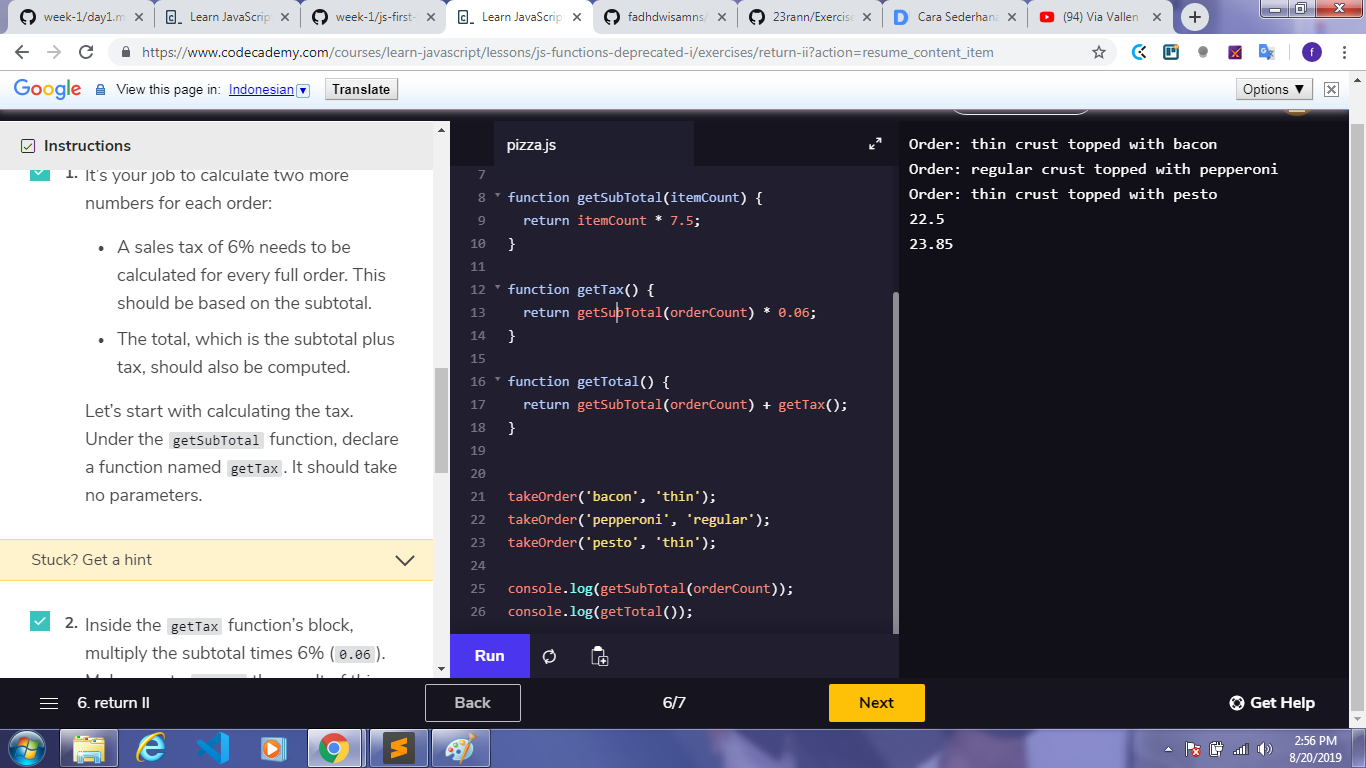 week-1/day1.m
Learn JavaScrip
week-1/js-first-
Learn JavaScrip
fadhdwisamns/
23rann/Exercise
Cara Sederhana
(94) Via Vallen
https://www.codecademy.com/courses/learn-javascript/lessons/js-functions-deprecated-i/exercises/return-ii?action=resume_content_item
f
Google View this page in: Indonesian Translate Options ▼
Instructions
1. It's your job to calculate two more
numbers for each order:
• A sales tax of 6% needs to be
calculated for every full order. This
should be based on the subtotal.
• The total, which is the subtotal plus
tax, should also be computed.
Let's start with calculating the tax.
Under the getSubTotal function, declare
a function named getTax. It should take
no parameters.
Stuck? Get a hint
2. Inside the getTax function's block,
multiply the subtotal times 6% (0.06).
pizza.js
7
8 function getSubTotal(itemCount) {
9 return itemCount * 7.5;
10 }
11
12 function getTax() {
13 return getSubTotal(orderCount) * 0.06;
14 }
15
16 function getTotal() {
17 return getSubTotal(orderCount) + getTax();
18 }
19
20
21 takeOrder('bacon', 'thin');
22 takeOrder('pepperoni', 'regular');
23 takeOrder('pesto', 'thin');
24
25 console.log(getSubTotal(orderCount));
26 console.log(getTotal());
Run
Order: thin crust topped with bacon
Order: regular crust topped with pepperoni
Order: thin crust topped with pesto
22.5
23.85
6. return II
Back
6/7
Next
Get Help
2:56 PM
8/20/2019